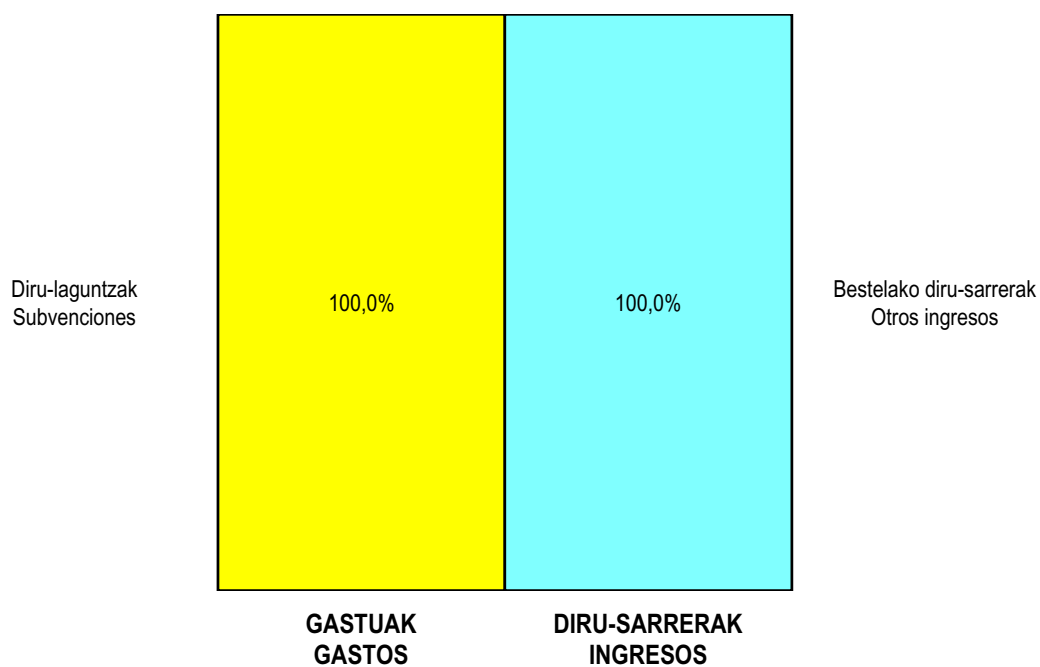 Diru-laguntzak
Subvenciones
100,0%
100,0%
Bestelako diru-sarrerak
Otros ingresos
GASTUAK
GASTOS
DIRU-SARRERAK
INGRESOS